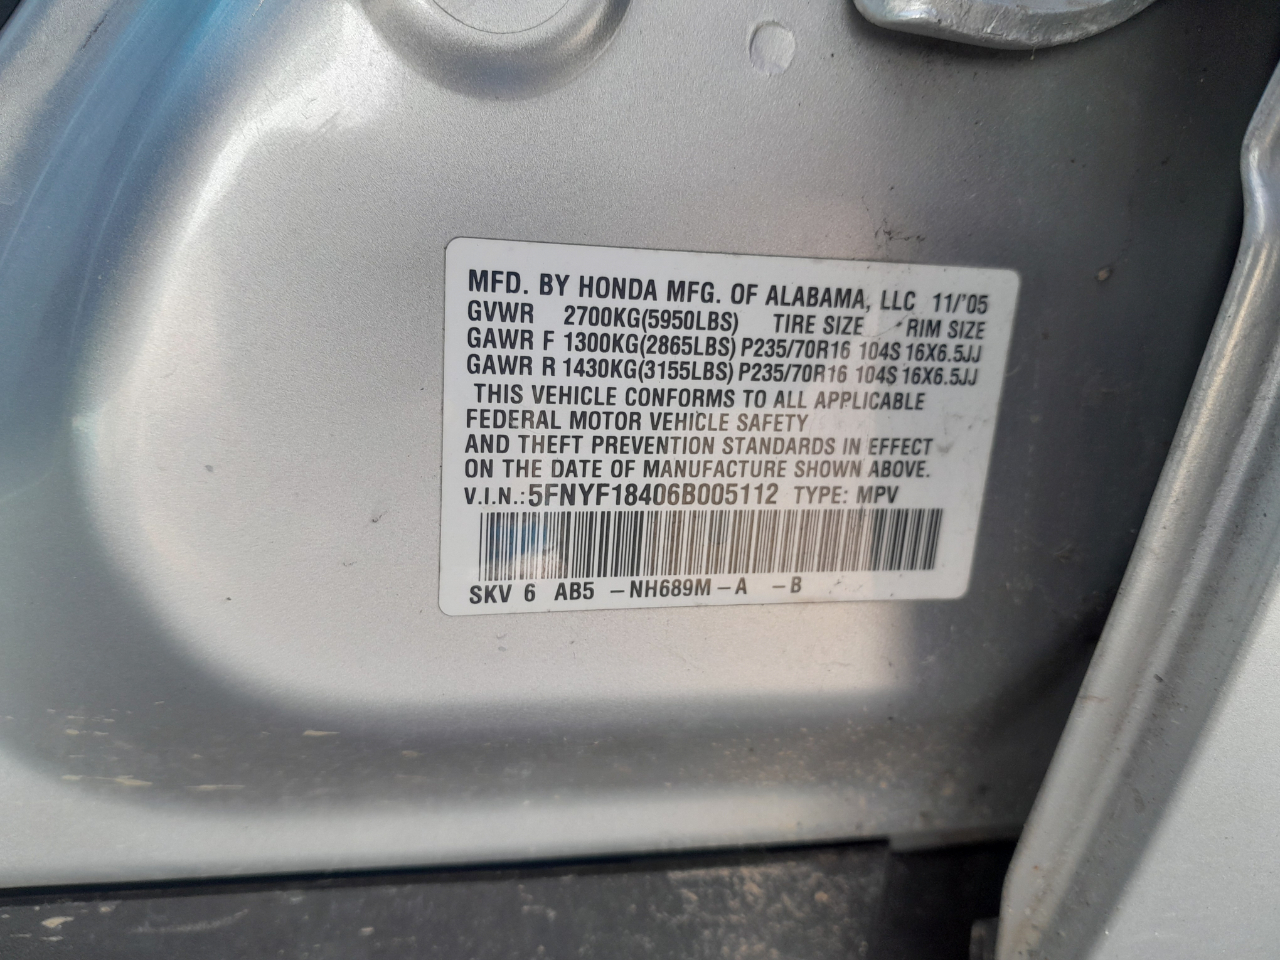 MFD. BY HONDA MFG. OF ALABAMA, LLC 11/'05
GVWR 2700KG(5950LBS) TIRE SIZE RIM SIZE
GAWR F 1300KG(2865LBS) P235/70R16 104S 16X6.5JJ
GAWR R 1430KG(3155LBS) P235/70R16 104S 16X6.5JJ
THIS VEHICLE CONFORMS TO ALL APPLICABLE
FEDERAL MOTOR VEHICLE SAFETY
AND THEFT PREVENTION STANDARDS IN EFFECT
ON THE DATE OF MANUFACTURE SHOWN ABOVE.
V.I.N.: 5FNYF18406B005112 TYPE: MPV
SKV 6 AB5 -NH689M-A -B